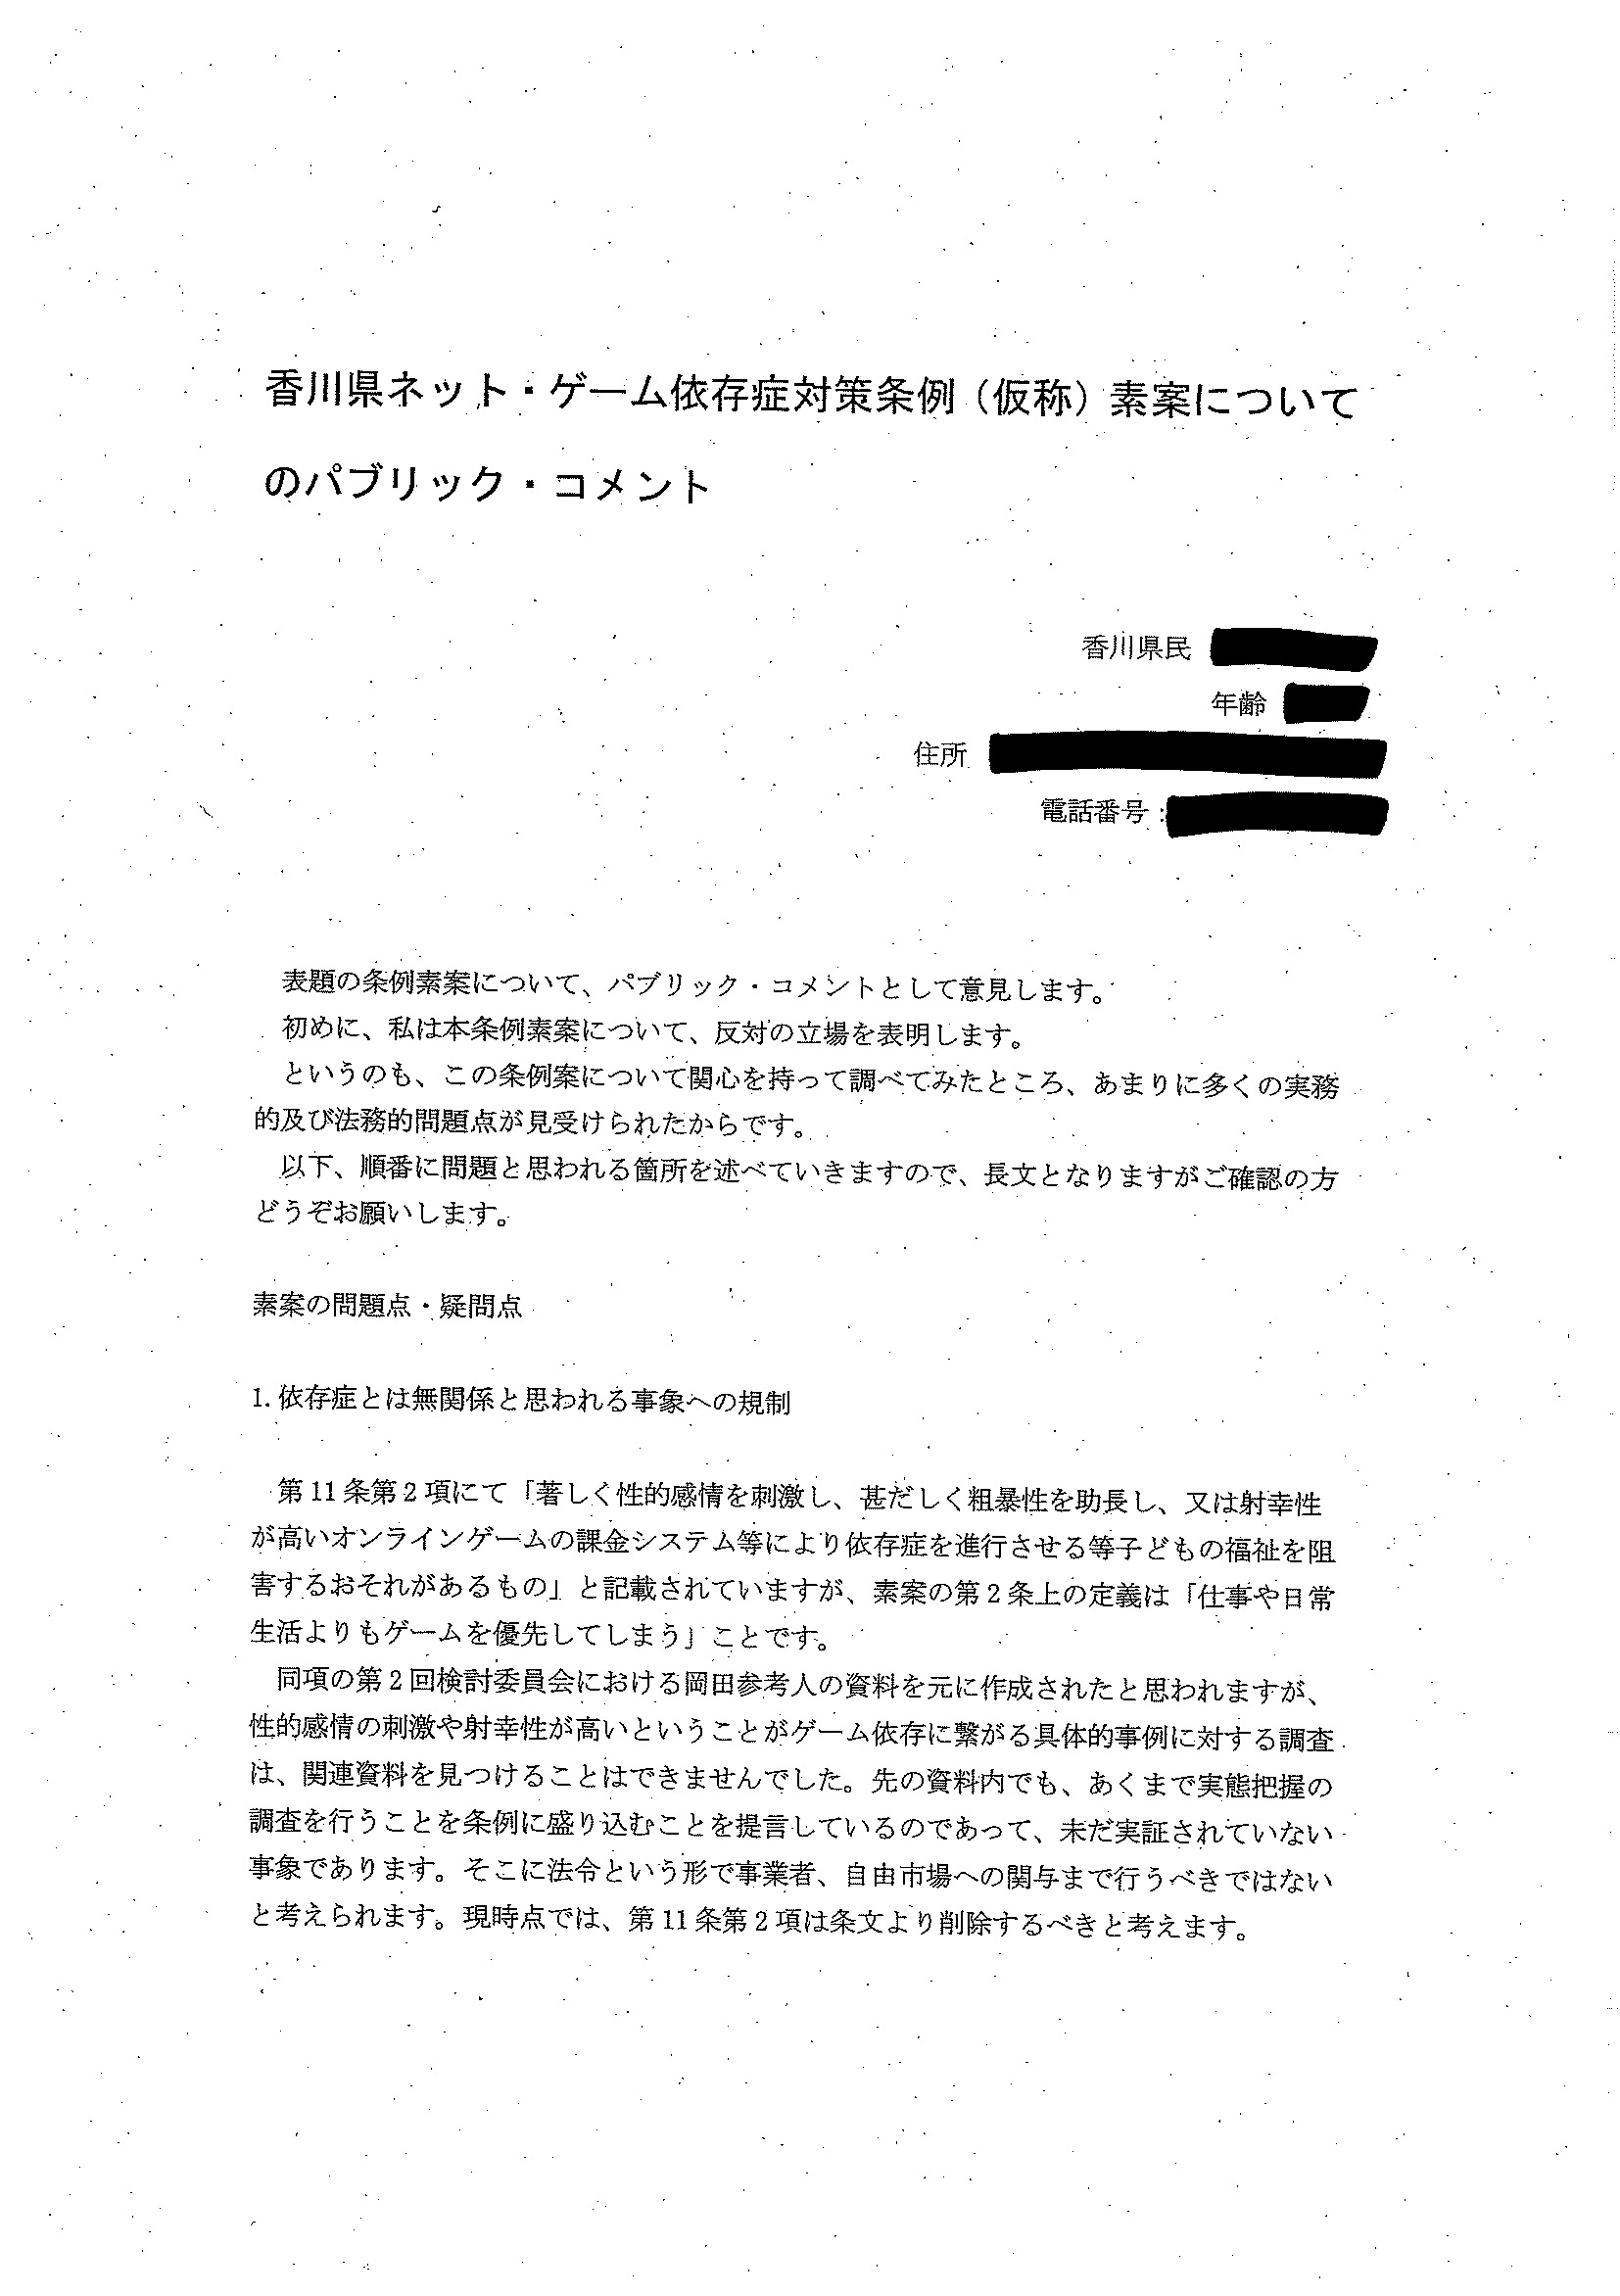 香川県ネット・ゲーム依存症対策条例（仮称）素案について
のパブリック・コメント
香川県民
年齢
住所
電話番号：
表題の条例素案について、パブリック・コメントとして意見します。
初めに、私は本条例素案について、反対の立場を表明します。
というのも、この条例案について関心を持って調べてみたところ、あまりに多くの実務
的及び法務的問題点が見受けられたからです。
以下、順番に問題と思われる箇所を述べていきますので、長文となりますがご確認の方
どうぞお願いします。
素案の問題点・疑問点
1. 依存症とは無関係と思われる事象への規制
第11条第2項にて「著しく性的感情を刺激し、甚だしく粗暴性を助長し、又は射幸性
が高いオンラインゲームの課金システム等により依存症を進行させる等子どもの福祉を阻
害するおそれがあるもの」と記載されていますが、素案の第2条上の定義は「仕事や日常
生活よりもゲームを優先してしまう」ことです。
同項の第2回検討委員会における岡田参考人の資料を元に作成されたと思われますが、
性的感情の刺激や射幸性が高いということがゲーム依存に繋がる具体的事例に対する調査
は、関連資料を見つけることはできませんでした。先の資料内でも、あくまで実態把握の
調査を行うことを条例に盛り込むことを提言しているのであって、未だ実証されていない
事象であります。そこに法令という形で事業者、自由市場への関与まで行うべきではない
と考えられます。現時点では、第11条第2項は条文より削除するべきと考えます。